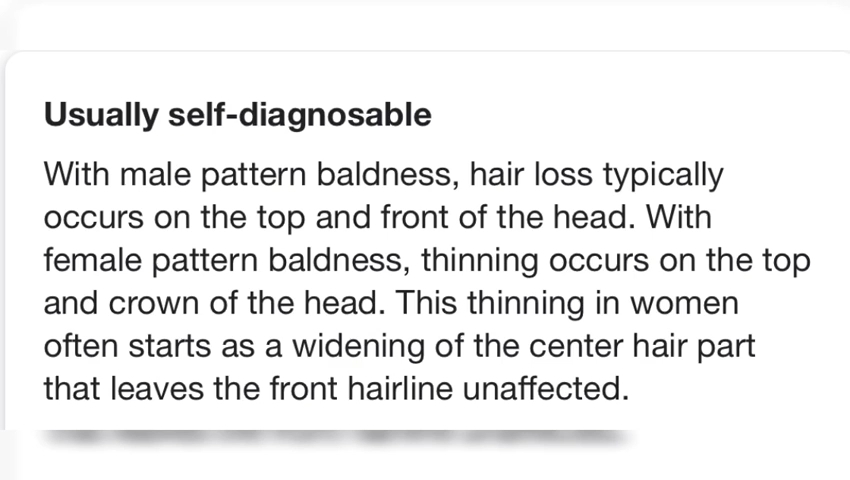 Usually self-diagnosable
With male pattern baldness, hair loss typically
occurs on the top and front of the head. With
female pattern baldness, thinning occurs on the top
and crown of the head. This thinning in women
often starts as a widening of the center hair part
that leaves the front hairline unaffected.